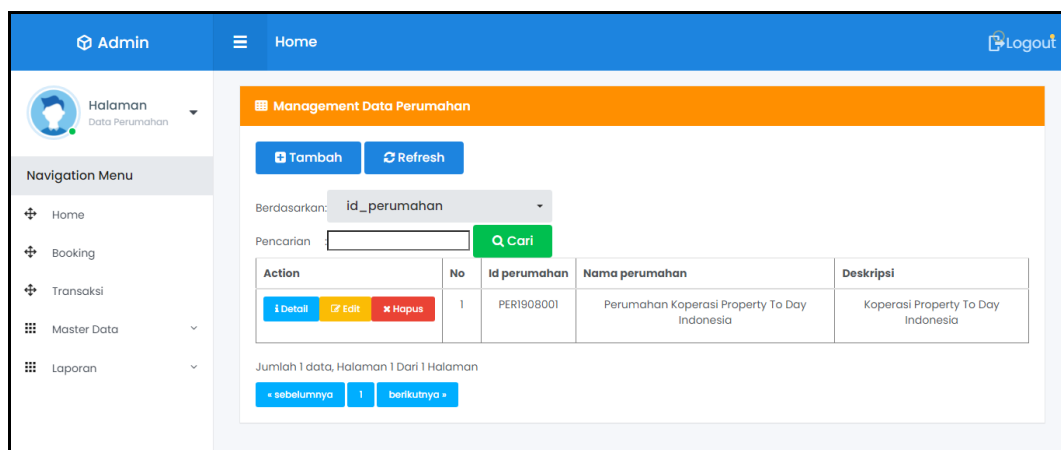 Admin
Home
Logout
Halaman
Data Perumahan
Navigation Menu
Home
Booking
Transaksi
Master Data
Laporan
Management Data Perumahan
Tambah
Refresh
Berdasarkan: id_perumahan
Pencarian :
Cari
Action No Id perumahan Nama perumahan Deskripsi
Detail Edit Hapus 1 PER1908001 Perumahan Koperasi Property To Day Koperasi Property To Day
Indonesia Indonesia
Jumlah 1 data, Halaman 1 Dari 1 Halaman
« sebelumnya 1 berikutnya »